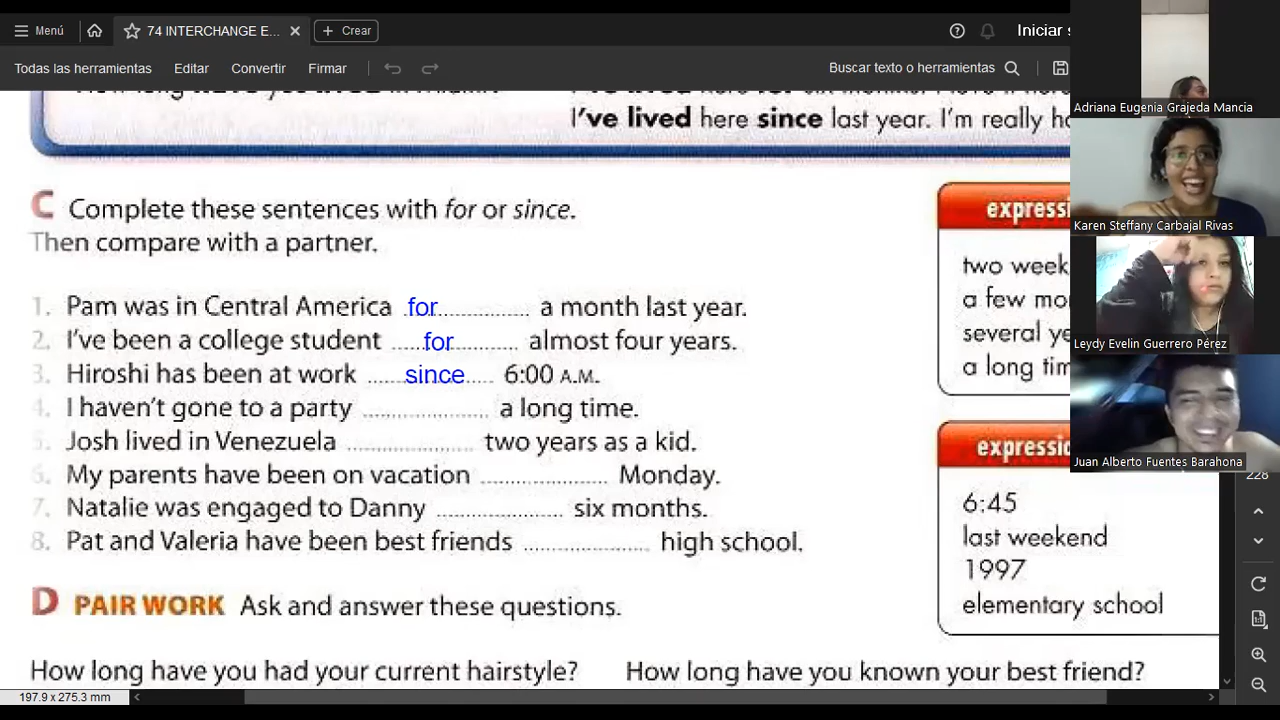 Menú
74 INTERCHANGE E...
Crear
Iniciar s
Todas las herramientas
Editar
Convertir
Firmar
Buscar texto o herramientas
I've lived here since last year. I'm really
C Complete these sentences with for or since.
Then compare with a partner.
1. Pam was in Central America for a month last year.
2. I've been a college student for almost four years.
3. Hiroshi has been at work since 6:00 A.M.
4. I haven't gone to a party ................ a long time.
5. Josh lived in Venezuela ................ two years as a kid.
6. My parents have been on vacation ................ Monday.
7. Natalie was engaged to Danny ................ six months.
8. Pat and Valeria have been best friends ................ high school.
D PAIR WORK Ask and answer these questions.
How long have you had your current hairstyle?
How long have you known your best friend?
expressi
two week
a few mo
several ye
a long tim
expressio
6:45
last weekend
1997
elementary school
Adriana Eugenia Grajeda Mancia
Karen Steffany Carbajal Rivas
Leydy Evelin Guerrero Pérez
Juan Alberto Fuentes Barahona
228
197.9 x 275.3 mm